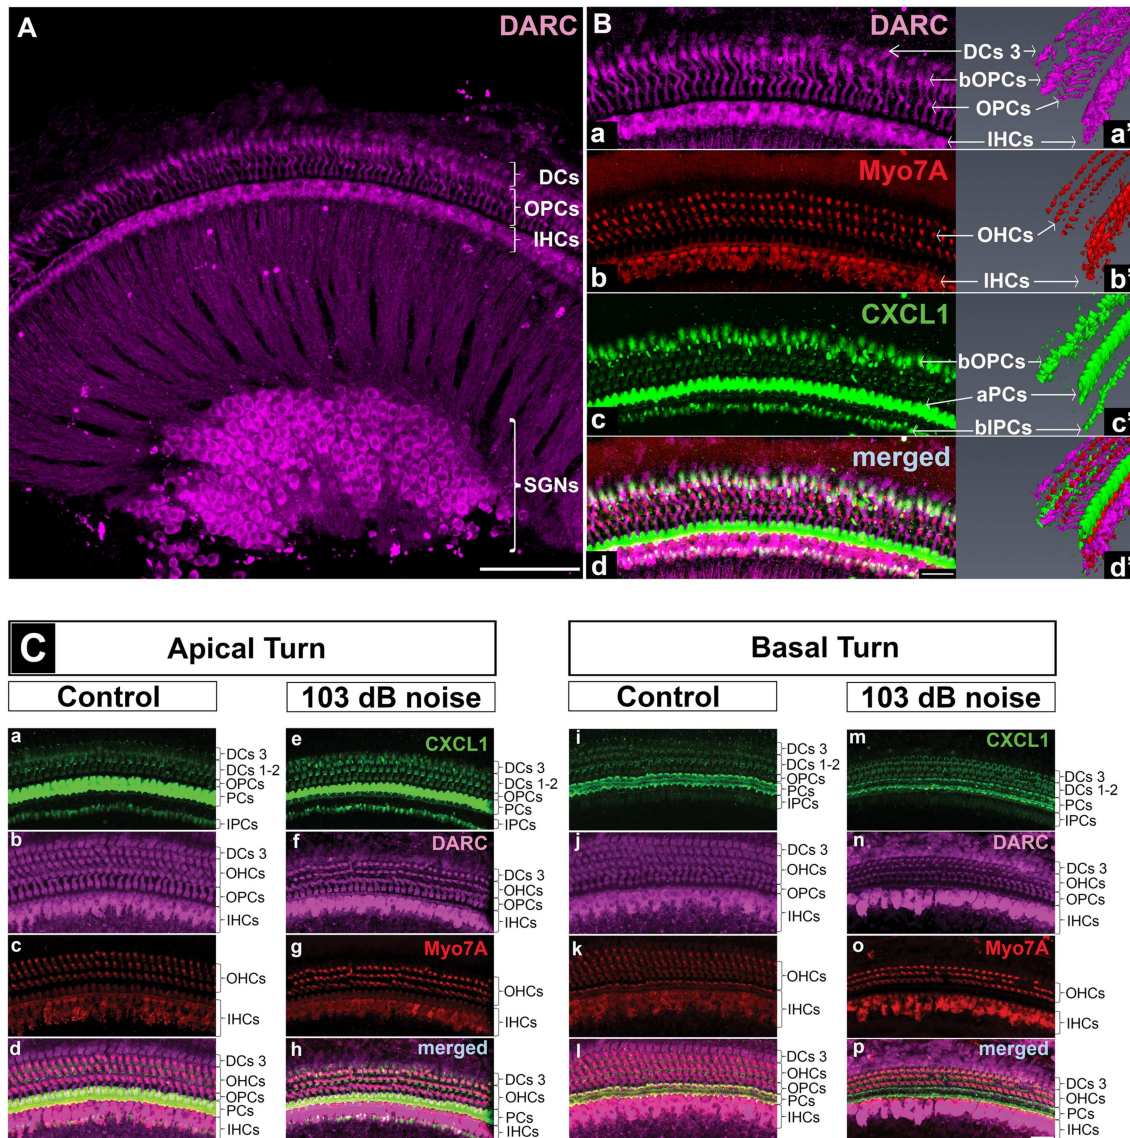 A
DARC
DCs
OPCs
IHCs
SGNs
B
DARC
DCs 3
bOPCs
OPCs
IHCs
a
a'
Myo7A
OHCs
IHCs
b
b'
CXCL1
bOPCs
aPCs
bIPCs
c
c'
merged
d
d'
C
Apical Turn
Basal Turn
Control
103 dB noise
Control
103 dB noise
a
DCs 3
DCs 1-2
OPCs
PCs
IPCs
e
CXCL1
DCs 3
DCs 1-2
OPCs
PCs
IPCs
i
DCs 3
DCs 1-2
OPCs
PCs
IPCs
m
CXCL1
DCs 3
DCs 1-2
PCs
IPCs
b
DCs 3
OHCs
OPCs
IHCs
f
DARC
DCs 3
OHCs
OPCs
IHCs
j
DCs 3
OHCs
OPCs
IHCs
n
DARC
DCs 3
OHCs
OPCs
IHCs
c
OHCs
IHCs
g
Myo7A
OHCs
IHCs
k
OHCs
IHCs
o
Myo7A
OHCs
IHCs
d
DCs 3
OHCs
OPCs
PCs
IHCs
h
merged
DCs 3
OHCs
OPCs
PCs
IHCs
l
DCs 3
OHCs
OPCs
PCs
IHCs
p
merged
DCs 3
OHCs
OPCs
PCs
IHCs